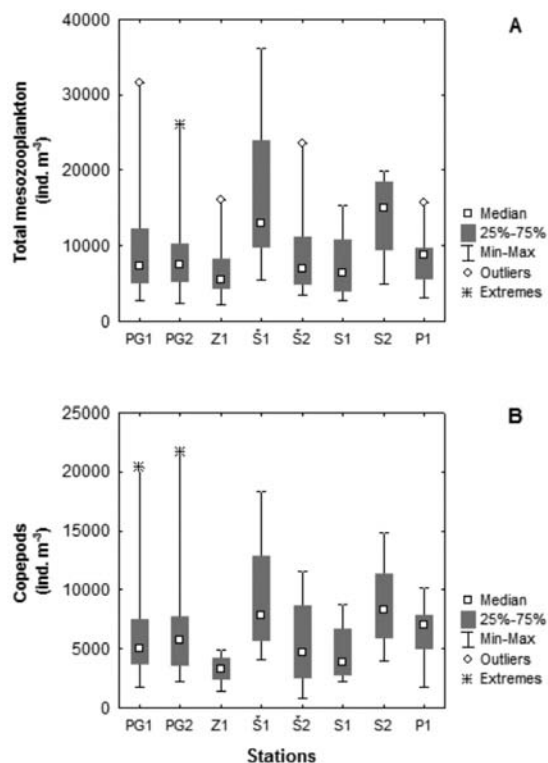 A
Total mesozooplankton
(ind. m⁻³)
40000
30000
20000
10000
0
PG1 PG2 Z1 Š1 Š2 S1 S2 P1
Median
25%-75%
Min-Max
Outliers
Extremes
B
Copepods
(ind. m⁻³)
25000
20000
15000
10000
5000
0
PG1 PG2 Z1 Š1 Š2 S1 S2 P1
Median
25%-75%
Min-Max
Outliers
Extremes
Stations